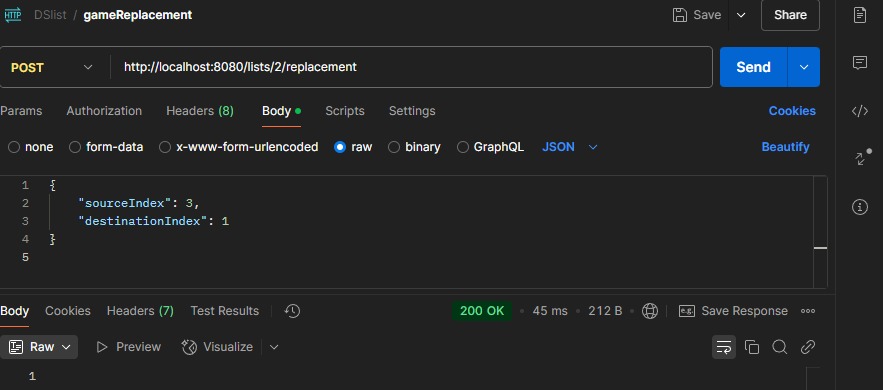 HTTP DSlist / gameReplacement Save Share
POST http://localhost:8080/lists/2/replacement Send
Params Authorization Headers (8) Body Scripts Settings Cookies
none form-data x-www-form-urlencoded raw binary GraphQL JSON Beautify
1 {
2 "sourceIndex": 3,
3 "destinationIndex": 1
4 }
5
Body Cookies Headers (7) Test Results 200 OK • 45 ms • 212 B • e.g. Save Response
Raw Preview Visualize
1